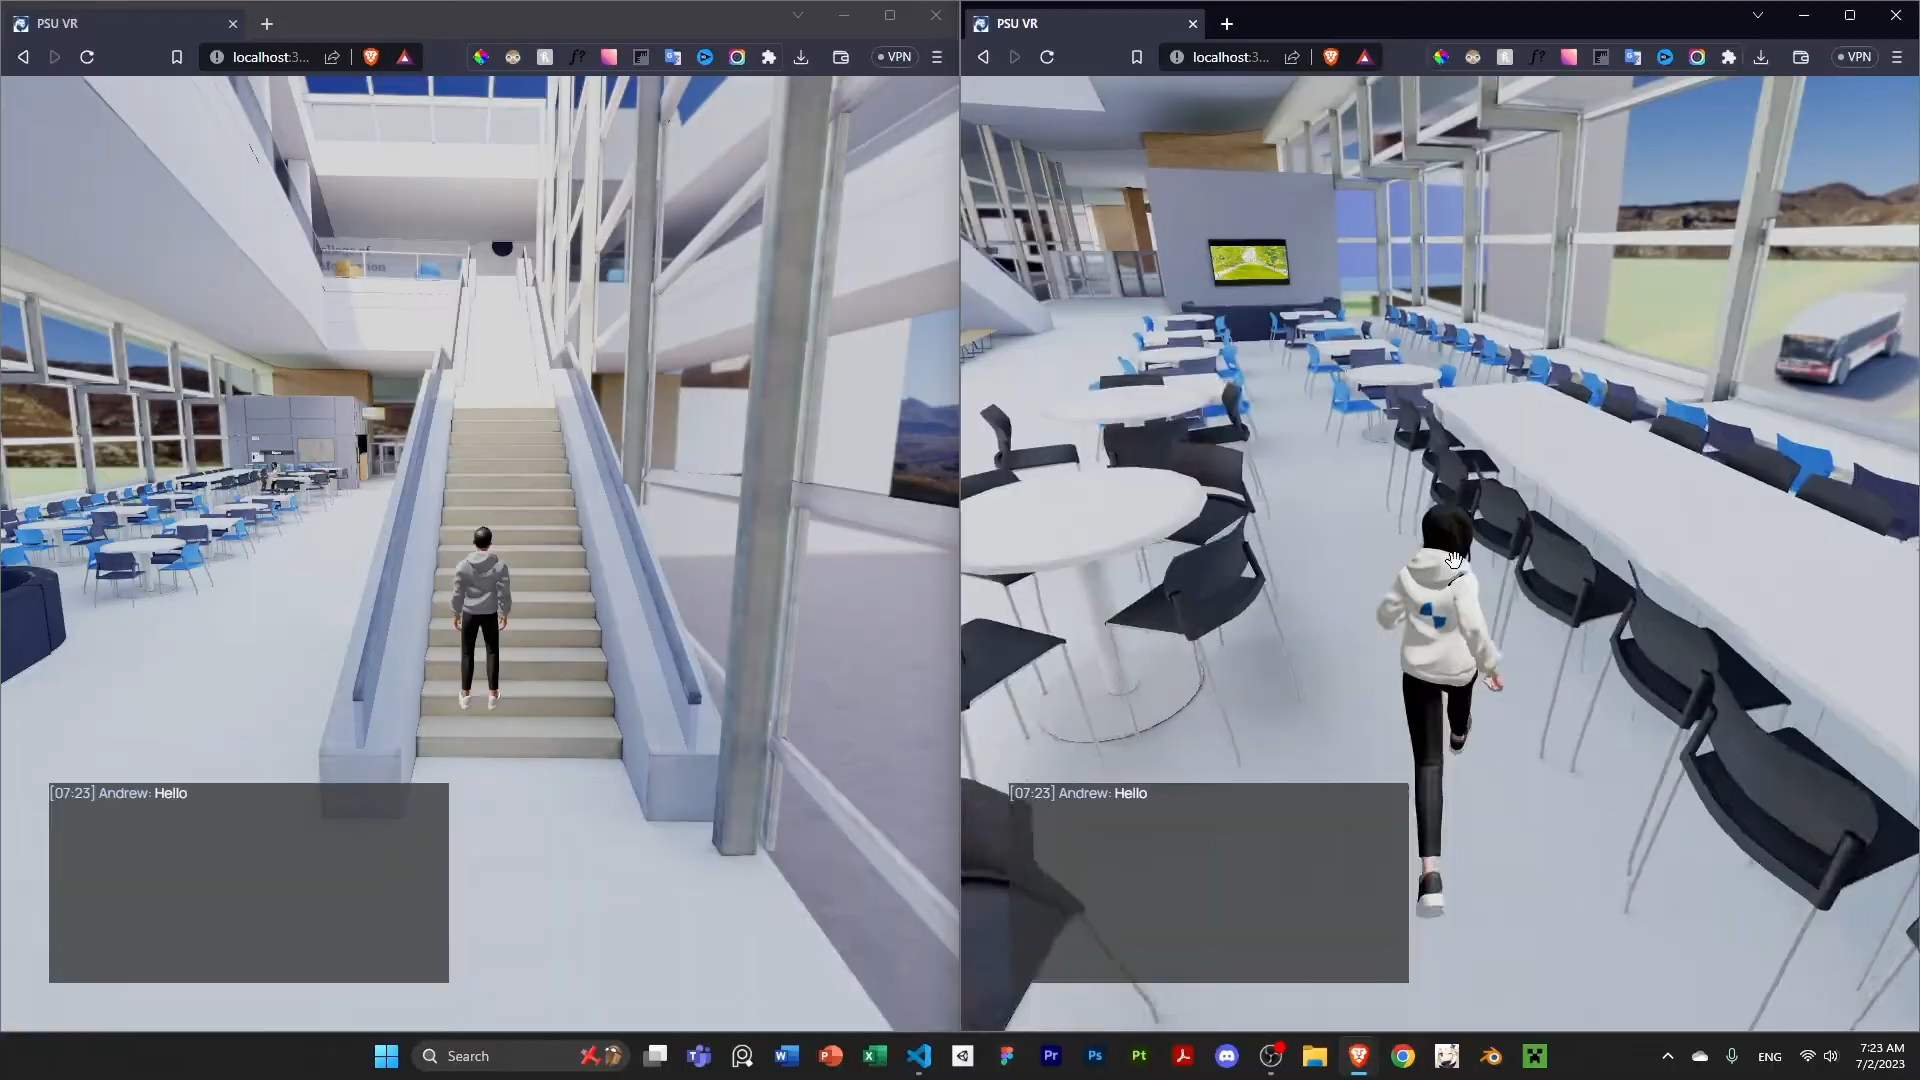 PSU VR
PSU VR
localhost:3...
VPN
localhost:3...
VPN
[07:23] Andrew: Hello
[07:23] Andrew: Hello
Search
ENG
7:23 AM
7/2/2023